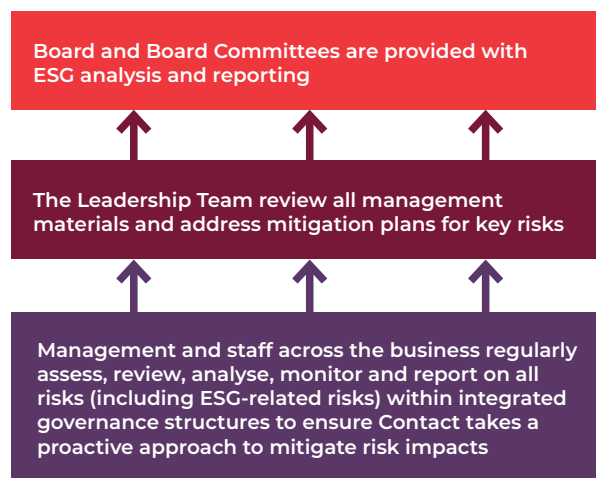 Board and Board Committees are provided with
ESG analysis and reporting
The Leadership Team review all management
materials and address mitigation plans for key risks
Management and staff across the business regularly
assess, review, analyse, monitor and report on all
risks (including ESG-related risks) within integrated
governance structures to ensure Contact takes a
proactive approach to mitigate risk impacts